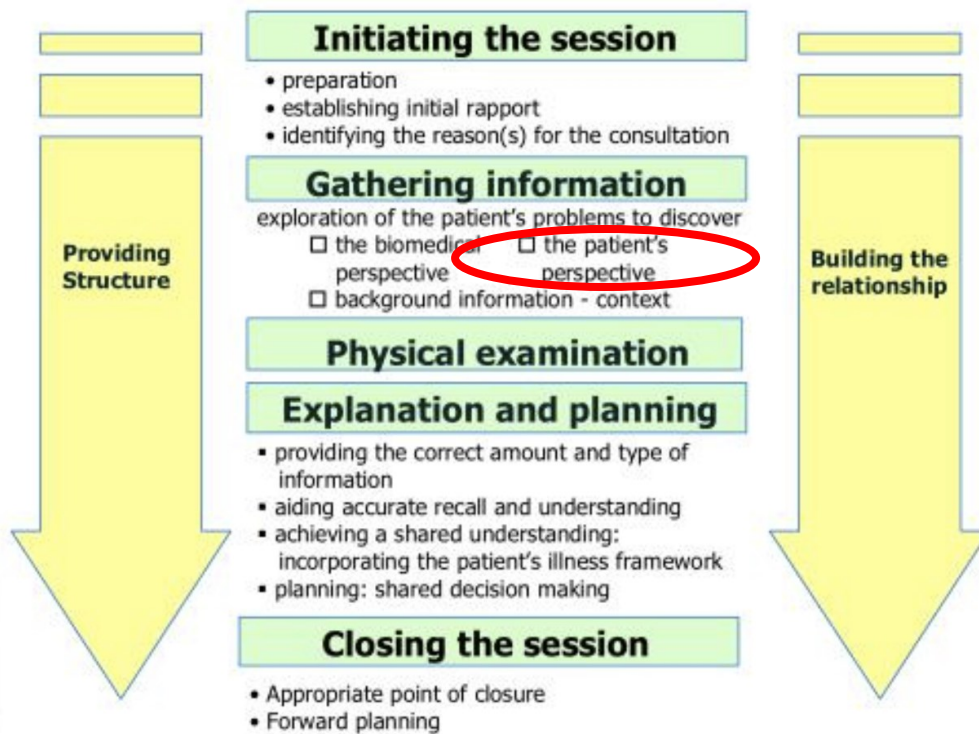 Initiating the session
• preparation
• establishing initial rapport
• identifying the reason(s) for the consultation
Gathering information
exploration of the patient's problems to discover
☐ the biomedical ☐ the patient's
perspective perspective
☐ background information - context
Providing
Structure
Building the
relationship
Physical examination
Explanation and planning
▪ providing the correct amount and type of
information
▪ aiding accurate recall and understanding
▪ achieving a shared understanding:
incorporating the patient's illness framework
▪ planning: shared decision making
Closing the session
• Appropriate point of closure
• Forward planning